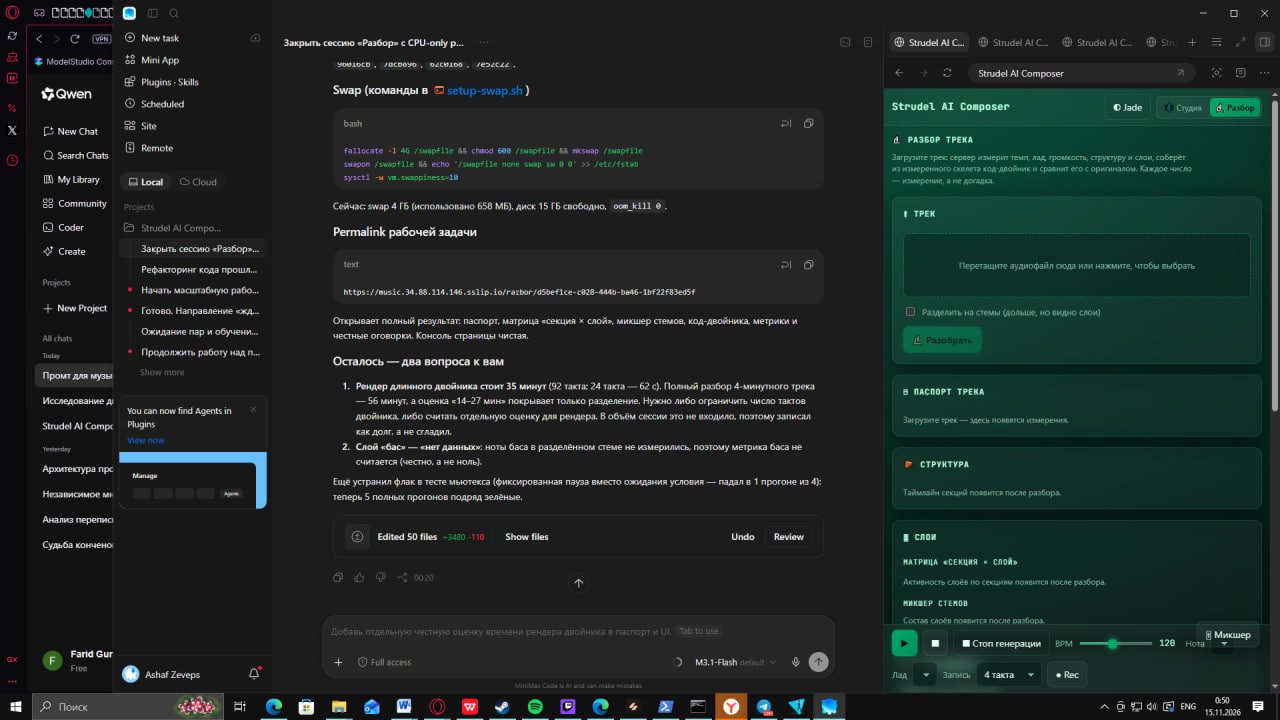 VPN
ModelStudio Con
Qwen
New Chat
Search Chats
My Library
Community
Coder
Create
Projects
New Project
All chats
Today
Промт для музы
Исследование д
Strudel AI Comp
Yesterday
Архитектура про
Независимое мн
Анализ перепис
Судьба конечно
Farid Gur
Free
New task
Mini App
Plugins · Skills
Scheduled
Site
Remote
Local
Cloud
Projects
Strudel AI Compo...
Закрыть сессию «Разбор»...
Рефакторинг кода прошл...
Начать масштабную рабо...
Готово. Направление «жд...
Ожидание пар и обучени...
Продолжить работу над п...
Show more
You can now find Agents in
Plugins
View now
Manage
Agents
Ashaf Zeveps
Закрыть сессию «Разбор» с CPU-only р... ...
96016cb , 7dcb896 , 62c0168 , 7e52c22 .
Swap (команды в setup-swap.sh )
bash
fallocate -l 4G /swapfile && chmod 600 /swapfile && mkswap /swapfile
swapon /swapfile && echo '/swapfile none swap sw 0 0' >> /etc/fstab
sysctl -w vm.swappiness=10
Сейчас: swap 4 ГБ (использовано 658 МБ), диск 15 ГБ свободно, oom_kill 0 .
Permalink рабочей задачи
text
https://music.34.88.114.146.sslip.io/razbor/d5bef1ce-c028-444b-ba46-1bf22f83ed5f
Открывает полный результат: паспорт, матрица «секция × слой», микшер стемов, код-двойник, метрики и
честные оговорки. Консоль страницы чистая.
Осталось — два вопроса к вам
1. Рендер длинного двойника стоит 35 минут (92 такта; 24 такта — 62 с). Полный разбор 4-минутного трека
— 56 минут, а оценка «14–27 мин» покрывает только разделение. Нужно либо ограничить число тактов
двойника, либо считать отдельную оценку для рендера. В объём сессии это не входило, поэтому записал
как долг, а не сгладил.
2. Слой «бас» — «нет данных»: ноты баса в разделённом стеме не измерились, поэтому метрика баса не
считается (честно, а не ноль).
Ещё устранил флак в тесте мьютекса (фиксированная пауза вместо ожидания условия — падал в 1 прогоне из 4):
теперь 5 полных прогонов подряд зелёные.
Edited 50 files +3480 -110 Show files
Undo
Review
00:20
Добавь отдельную честную оценку времени рендера двойника в паспорт и UI. Tab to use
Full access
M3.1-Flash default
MiniMax Code is AI and can make mistakes
Strudel AI C...
Strudel AI C...
Strudel AI C...
Stru
Strudel AI Composer
Strudel AI Composer
Jade
Студия
Разбор
РАЗБОР ТРЕКА
Загрузите трек: сервер измерит темп, лад, громкость, структуру и слои, соберёт
из измеренного скелета код-двойник и сравнит его с оригиналом. Каждое число
— измерение, а не догадка.
ТРЕК
Перетащите аудиофайл сюда или нажмите, чтобы выбрать
Разделить на стемы (дольше, но видно слои)
Разобрать
ПАСПОРТ ТРЕКА
Загрузите трек — здесь появятся измерения.
СТРУКТУРА
Таймлайн секций появится после разбора.
СЛОИ
МАТРИЦА «СЕКЦИЯ × СЛОЙ»
Активность слоёв по секциям появится после разбора.
МИКШЕР СТЕМОВ
Состав слоёв появится после разбора.
Стоп генерации
BPM
120
Нота
Микшер
Лад
Запись
4 такта
Rec
Поиск
ENG
0:50
15.11.2026